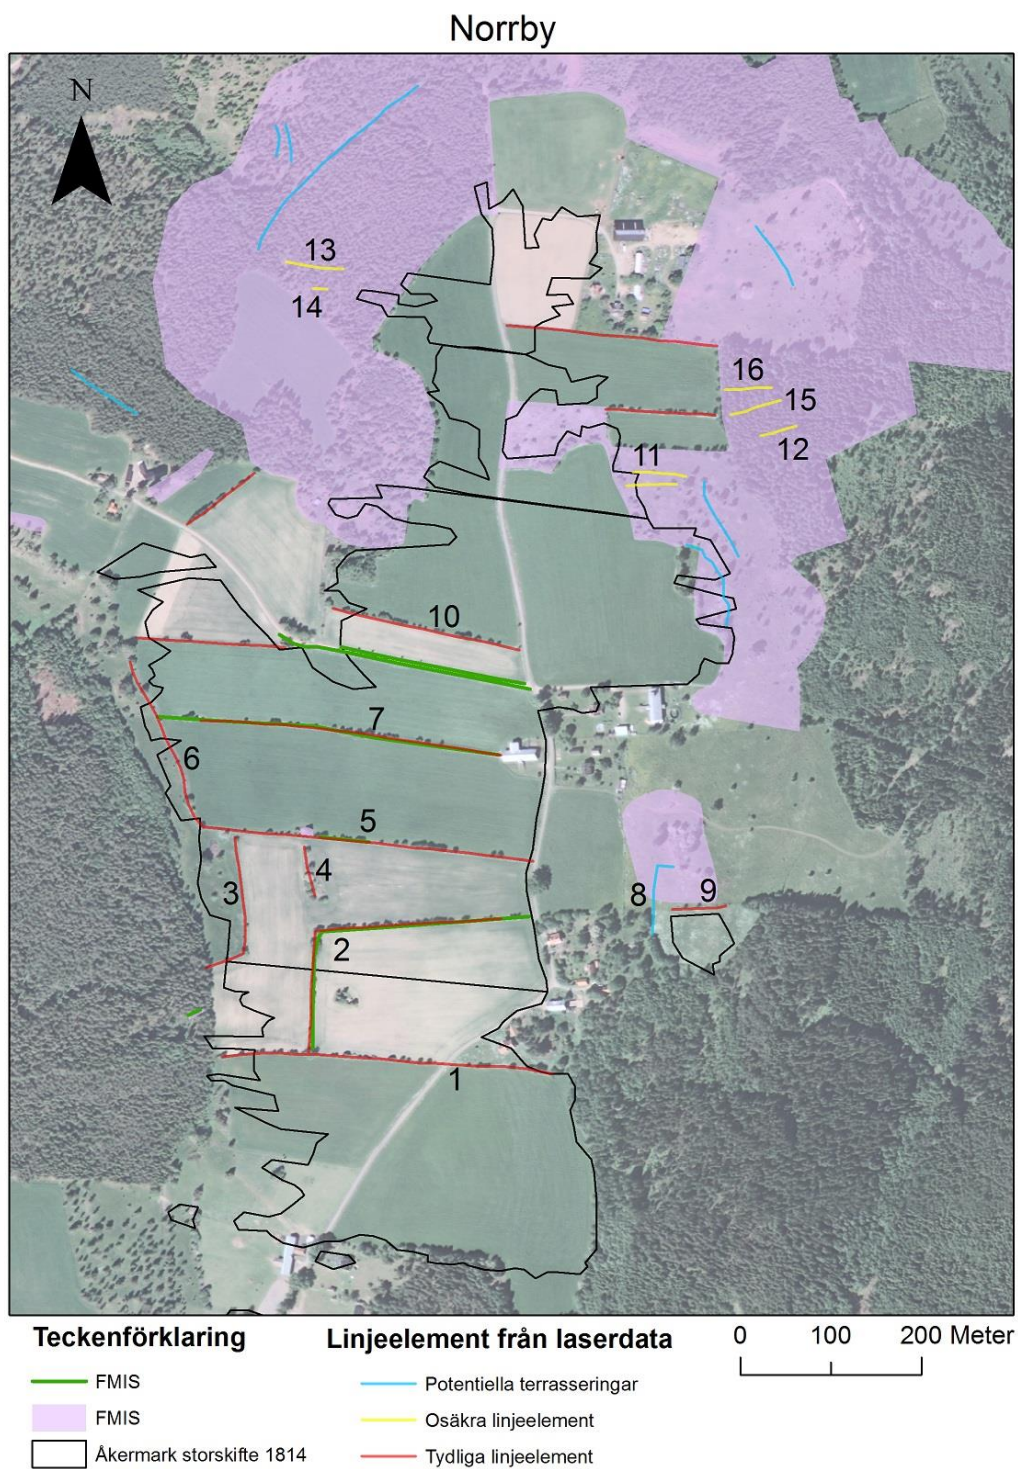 Norrby
N
13
14
16
15
12
11
10
7
6
5
4
3
2
8
9
1
Teckenförklaring
FMIS
FMIS
Åkermark storskifte 1814
Linjeelement från laserdata
Potentiella terrasseringar
Osäkra linjeelement
Tydliga linjeelement
0 100 200 Meter